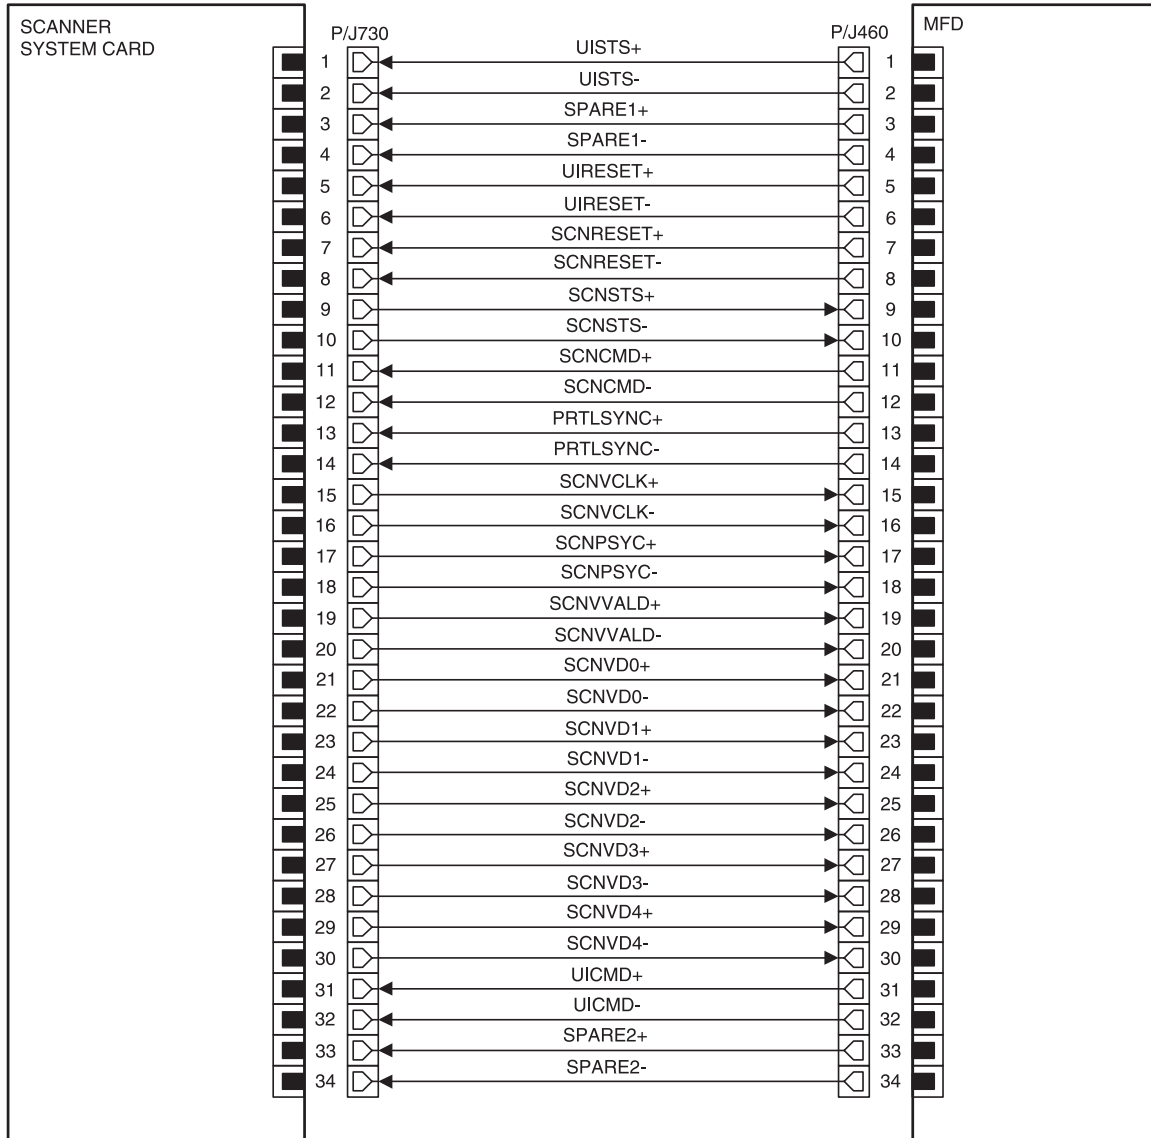 SCANNER
SYSTEM CARD
P/J730
P/J460
MFD
1 UISTS+ 1
2 UISTS- 2
3 SPARE1+ 3
4 SPARE1- 4
5 UIRESET+ 5
6 UIRESET- 6
7 SCNRESET+ 7
8 SCNRESET- 8
9 SCNSTS+ 9
10 SCNSTS- 10
11 SCNCMD+ 11
12 SCNCMD- 12
13 PRTLSYNC+ 13
14 PRTLSYNC- 14
15 SCNVCLK+ 15
16 SCNVCLK- 16
17 SCNPSYC+ 17
18 SCNPSYC- 18
19 SCNVVALD+ 19
20 SCNVVALD- 20
21 SCNVD0+ 21
22 SCNVD0- 22
23 SCNVD1+ 23
24 SCNVD1- 24
25 SCNVD2+ 25
26 SCNVD2- 26
27 SCNVD3+ 27
28 SCNVD3- 28
29 SCNVD4+ 29
30 SCNVD4- 30
31 UICMD+ 31
32 UICMD- 32
33 SPARE2+ 33
34 SPARE2- 34